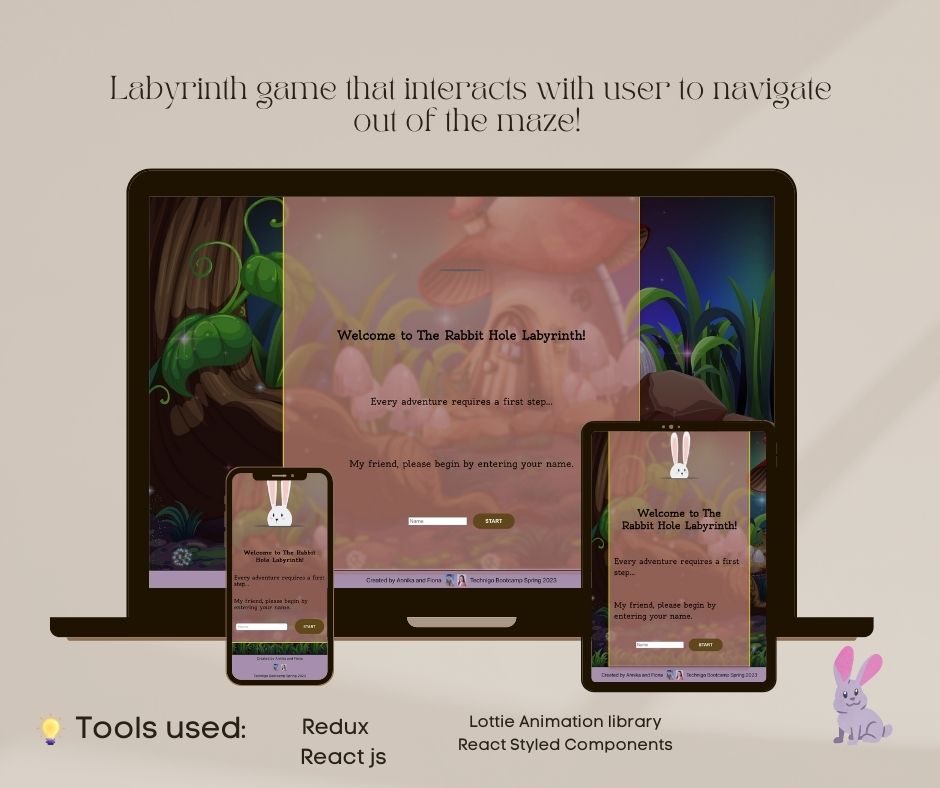 Labyrinth game that interacts with user to navigate
out of the maze!
Welcome to The Rabbit Hole Labyrinth!
Every adventure requires a first step...
My friend, please begin by entering your name.
Name
START
Created by Annika and Fiona
Technigo Bootcamp Spring 2023
Welcome to The Rabbit
Hole Labyrinth!
Every adventure requires a first
step...
My friend, please begin by
entering your name.
Name
START
Created by Annika and Fiona
Technigo Bootcamp Spring 2023
Welcome to The
Rabbit Hole Labyrinth!
Every adventure requires a first
step...
My friend, please begin by
entering your name.
Name
START
Created by Annika and Fiona
Technigo Bootcamp Spring 2023
Tools used:
Redux
React js
Lottie Animation library
React Styled Components